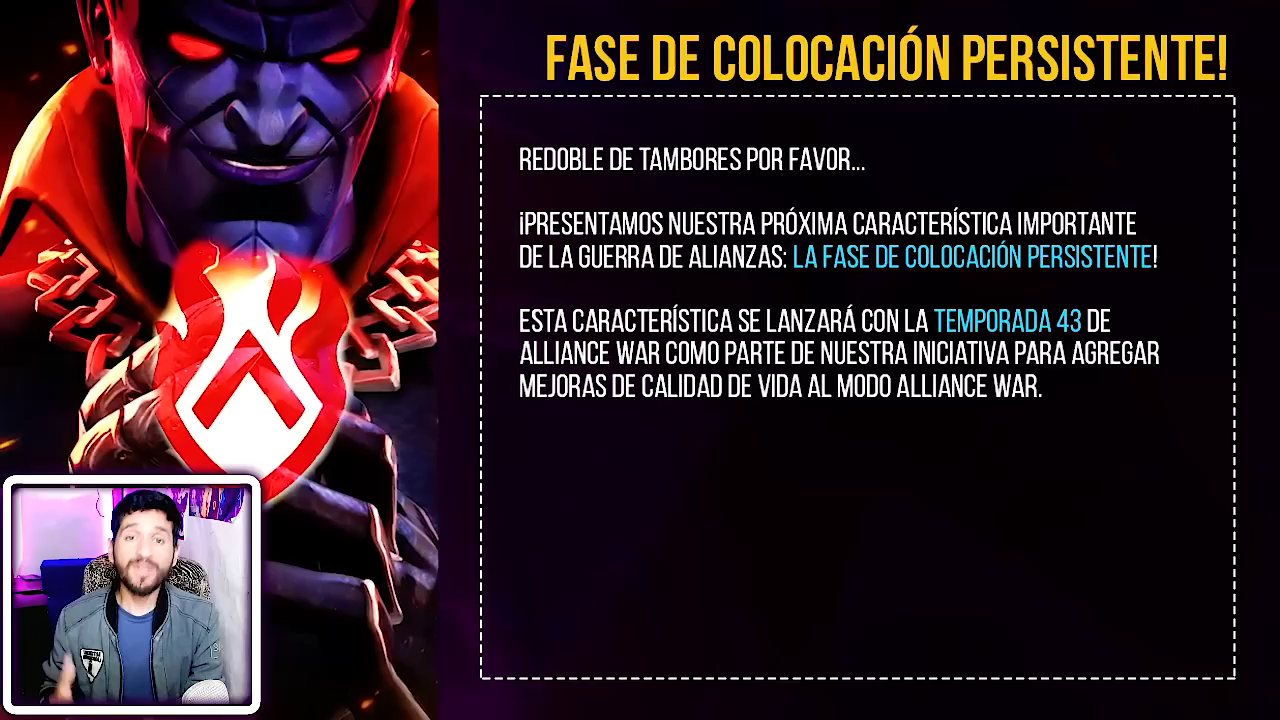 FASE DE COLOCACIÓN PERSISTENTE!
REDOBLE DE TAMBORES POR FAVOR...
¡PRESENTAMOS NUESTRA PRÓXIMA CARACTERÍSTICA IMPORTANTE
DE LA GUERRA DE ALIANZAS: LA FASE DE COLOCACIÓN PERSISTENTE!
ESTA CARACTERÍSTICA SE LANZARÁ CON LA TEMPORADA 43 DE
ALLIANCE WAR COMO PARTE DE NUESTRA INICIATIVA PARA AGREGAR
MEJORAS DE CALIDAD DE VIDA AL MODO ALLIANCE WAR.